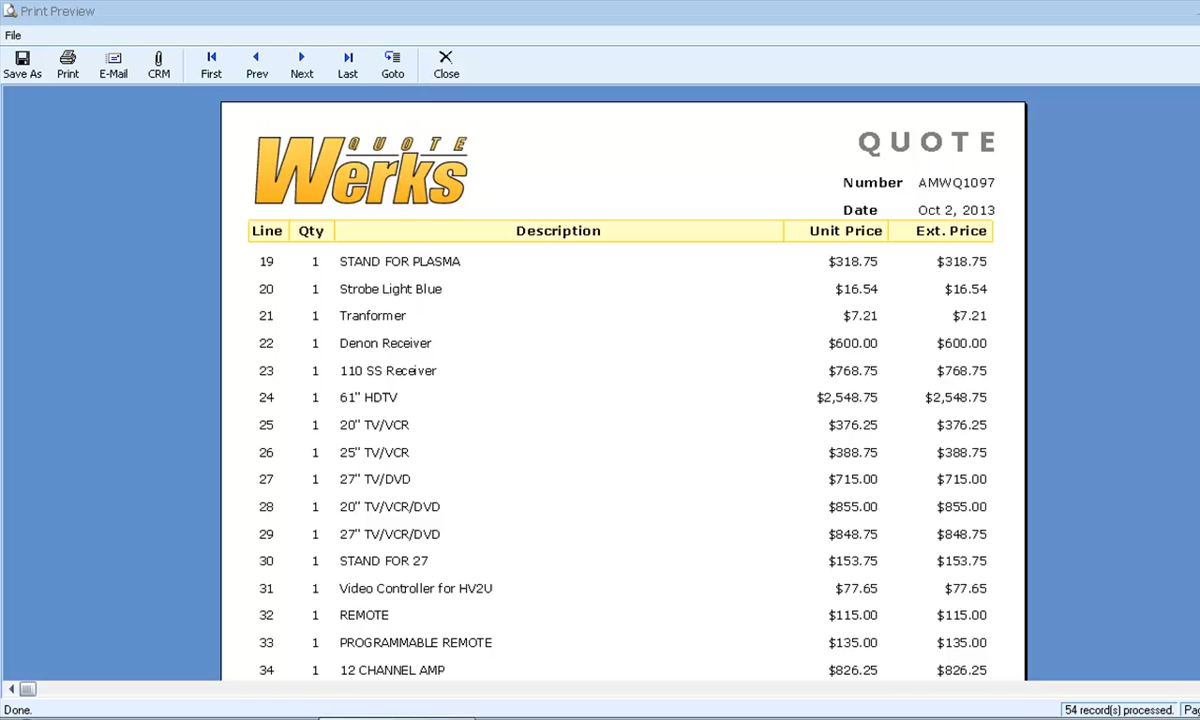 Print Preview
File
Save As Print E-Mail CRM First Prev Next Last Goto Close
QUOTE
Werks
QUOTE
Number AMWQ1097
Date Oct 2, 2013
Line Qty Description Unit Price Ext. Price
19 1 STAND FOR PLASMA $318.75 $318.75
20 1 Strobe Light Blue $16.54 $16.54
21 1 Tranformer $7.21 $7.21
22 1 Denon Receiver $600.00 $600.00
23 1 110 SS Receiver $768.75 $768.75
24 1 61" HDTV $2,548.75 $2,548.75
25 1 20" TV/VCR $376.25 $376.25
26 1 25" TV/VCR $388.75 $388.75
27 1 27" TV/DVD $715.00 $715.00
28 1 20" TV/VCR/DVD $855.00 $855.00
29 1 27" TV/VCR/DVD $848.75 $848.75
30 1 STAND FOR 27 $153.75 $153.75
31 1 Video Controller for HV2U $77.65 $77.65
32 1 REMOTE $115.00 $115.00
33 1 PROGRAMMABLE REMOTE $135.00 $135.00
34 1 12 CHANNEL AMP $826.25 $826.25
Done. 54 record(s) processed.